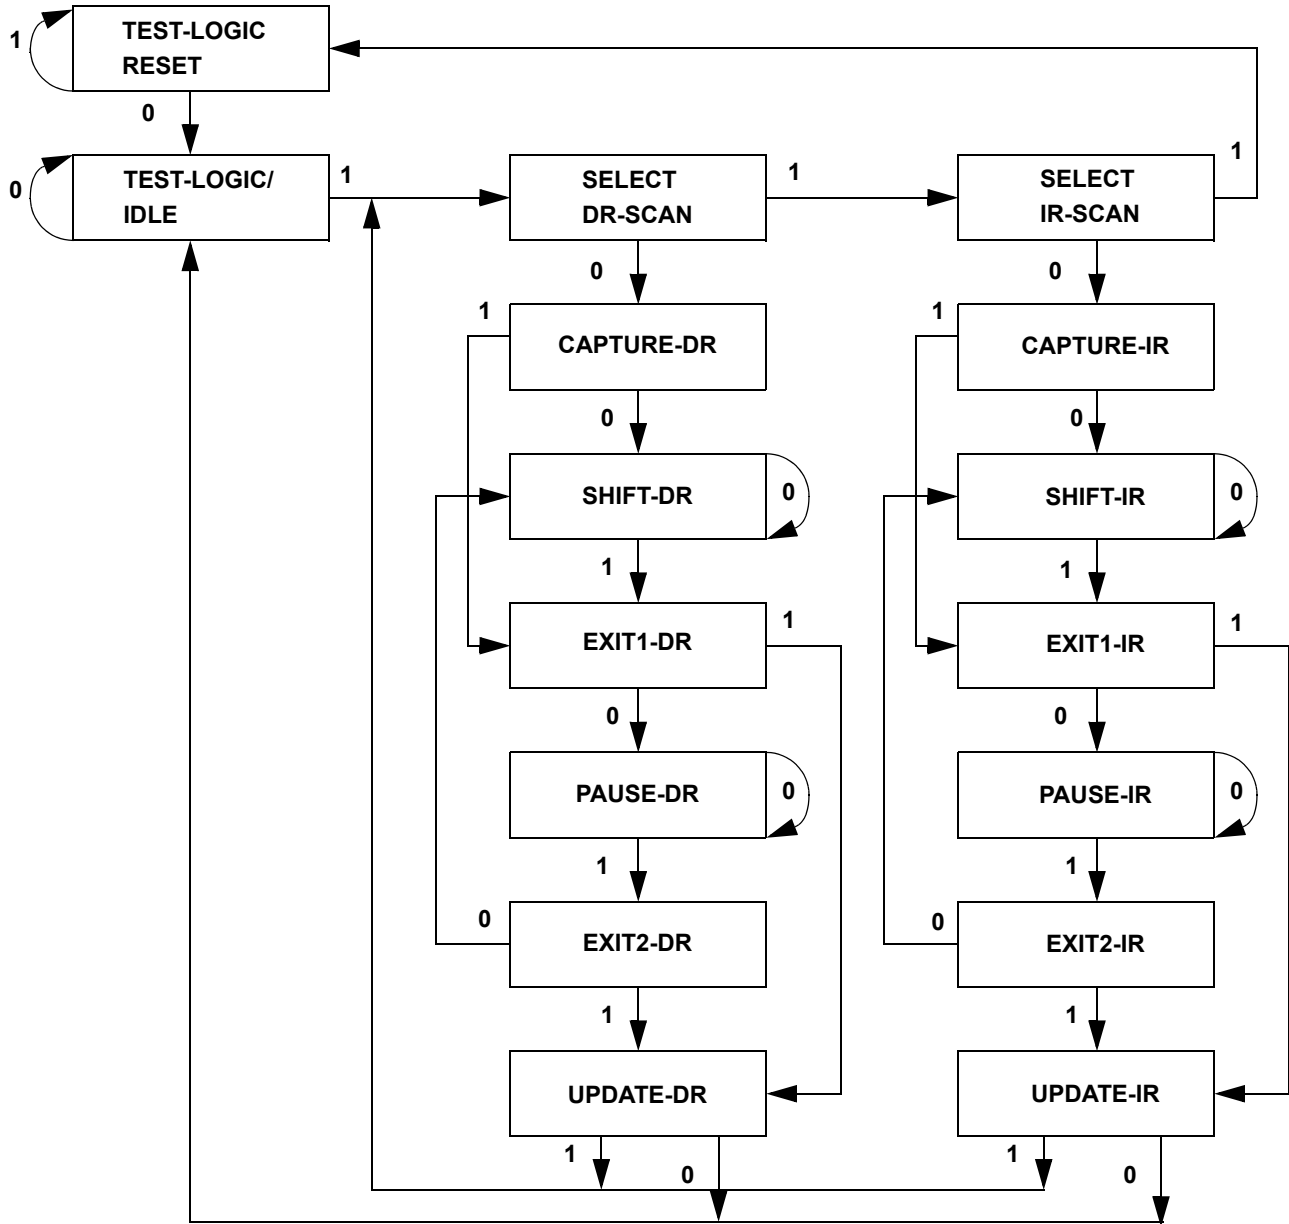 TEST-LOGIC
RESET
1
0
TEST-LOGIC/
IDLE
0
1
SELECT
DR-SCAN
1
SELECT
IR-SCAN
1
0
0
1
CAPTURE-DR
1
CAPTURE-IR
0
0
SHIFT-DR
0
SHIFT-IR
0
1
1
EXIT1-DR
1
EXIT1-IR
1
0
0
PAUSE-DR
0
PAUSE-IR
0
1
1
0
EXIT2-DR
0
EXIT2-IR
1
1
UPDATE-DR
UPDATE-IR
1
0
1
0